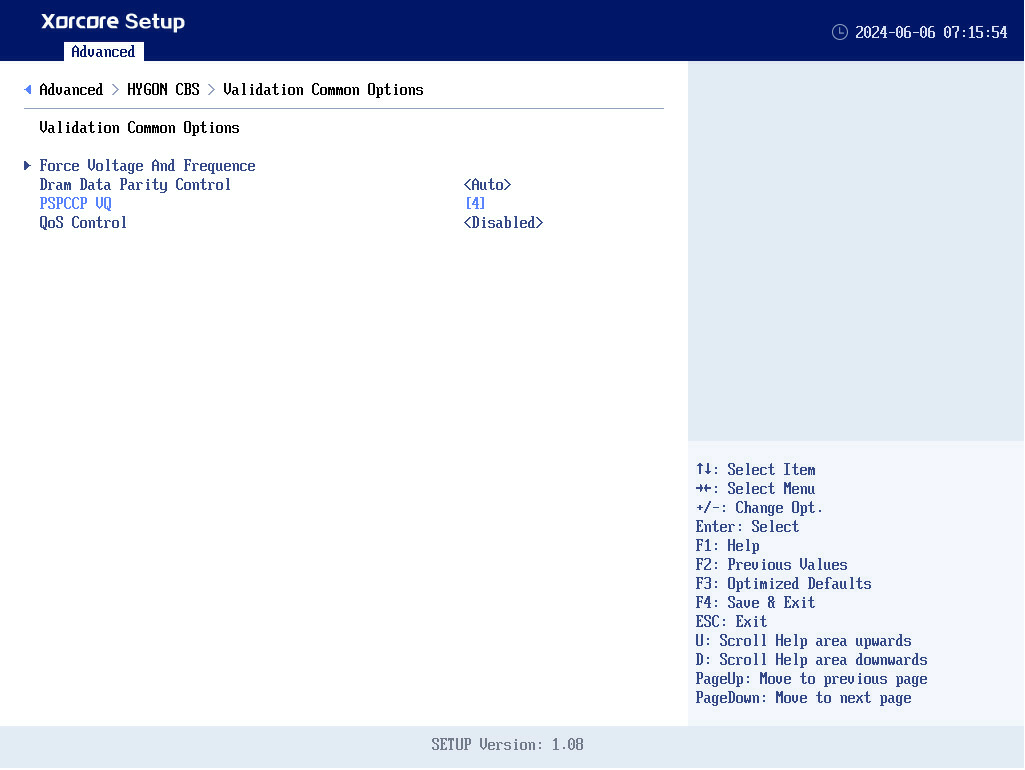 Xorcore Setup
Advanced
2024-06-06 07:15:54
Advanced > HYGON CBS > Validation Common Options
Validation Common Options
Force Voltage And Frequence
Dram Data Parity Control <Auto>
PSPCCP VQ [4]
QoS Control <Disabled>
↑↓: Select Item
→←: Select Menu
+/-: Change Opt.
Enter: Select
F1: Help
F2: Previous Values
F3: Optimized Defaults
F4: Save & Exit
ESC: Exit
U: Scroll Help area upwards
D: Scroll Help area downwards
PageUp: Move to previous page
PageDown: Move to next page
SETUP Version: 1.08